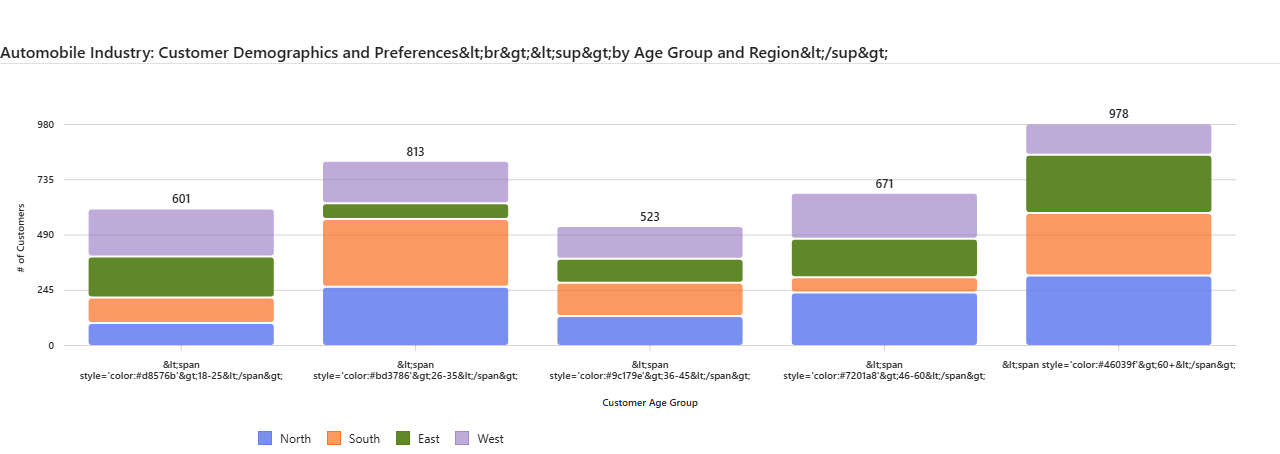 Automobile Industry: Customer Demographics and Preferences&lt;br&gt;&lt;sup&gt;by Age Group and Region&lt;/sup&gt;
# of Customers
980
735
490
245
0
601
813
523
671
978
&lt;span
style='color:#d8576b'&gt;18-25&lt;/span&gt;
&lt;span
style='color:#bd3786'&gt;26-35&lt;/span&gt;
&lt;span
style='color:#9c179e'&gt;36-45&lt;/span&gt;
&lt;span
style='color:#7201a8'&gt;46-60&lt;/span&gt;
&lt;span style='color:#46039f'&gt;60+&lt;/span&gt;
Customer Age Group
North
South
East
West